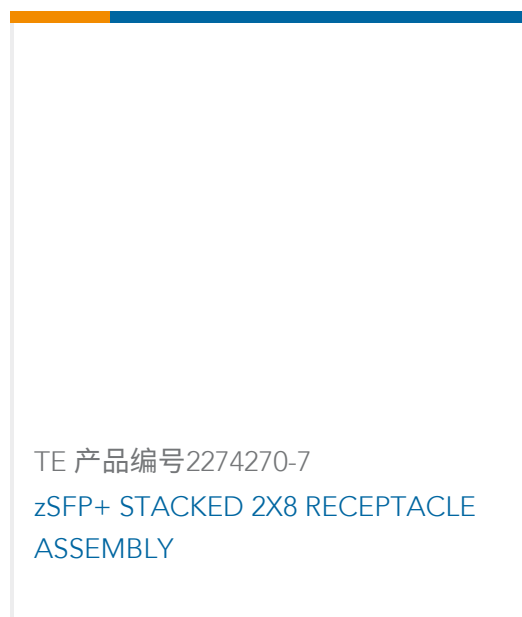 TE 产品编号2274270-7
zSFP+ STACKED 2X8 RECEPTACLE
ASSEMBLY